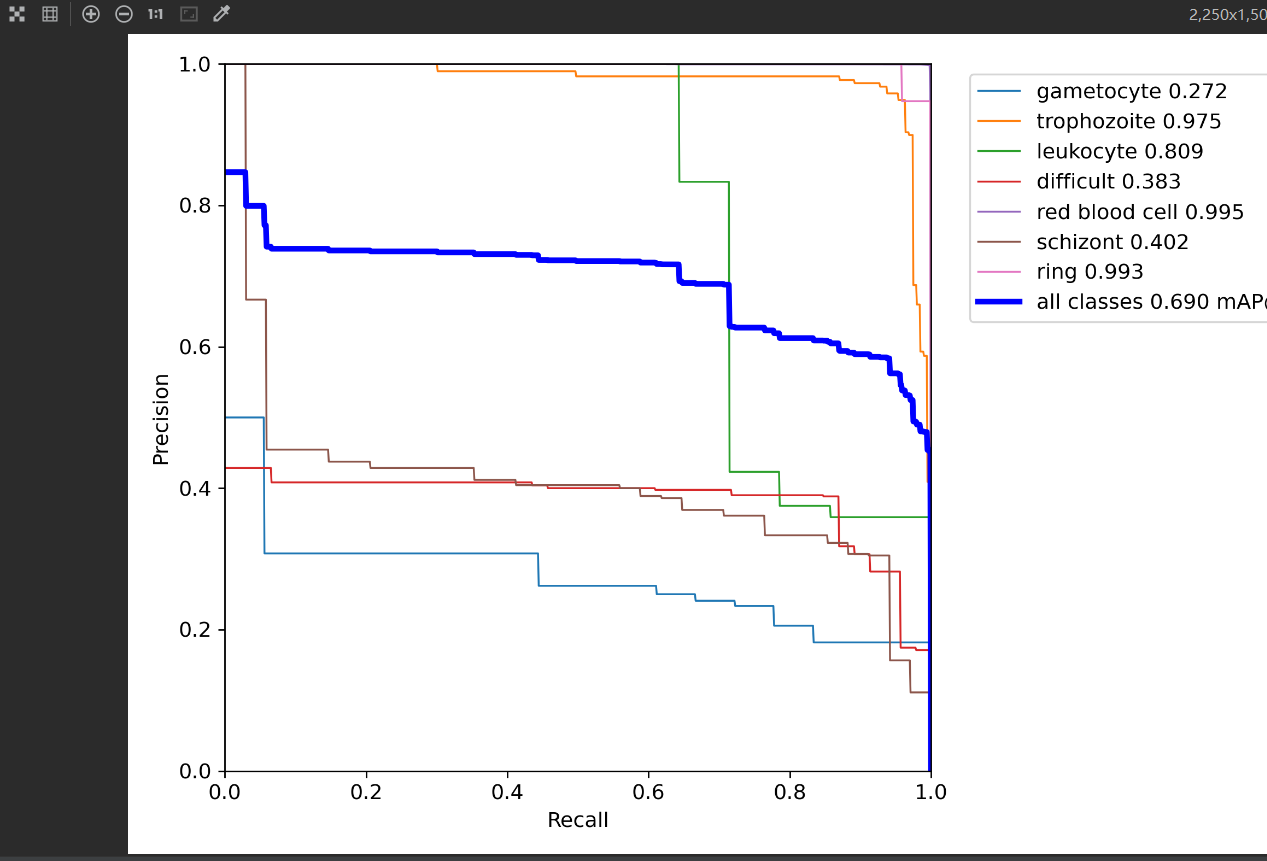 1:1
2,250x1,50
1.0
0.8
0.6
0.4
0.2
0.0
Precision
0.0 0.2 0.4 0.6 0.8 1.0
Recall
gametocyte 0.272
trophozoite 0.975
leukocyte 0.809
difficult 0.383
red blood cell 0.995
schizont 0.402
ring 0.993
all classes 0.690 mAP